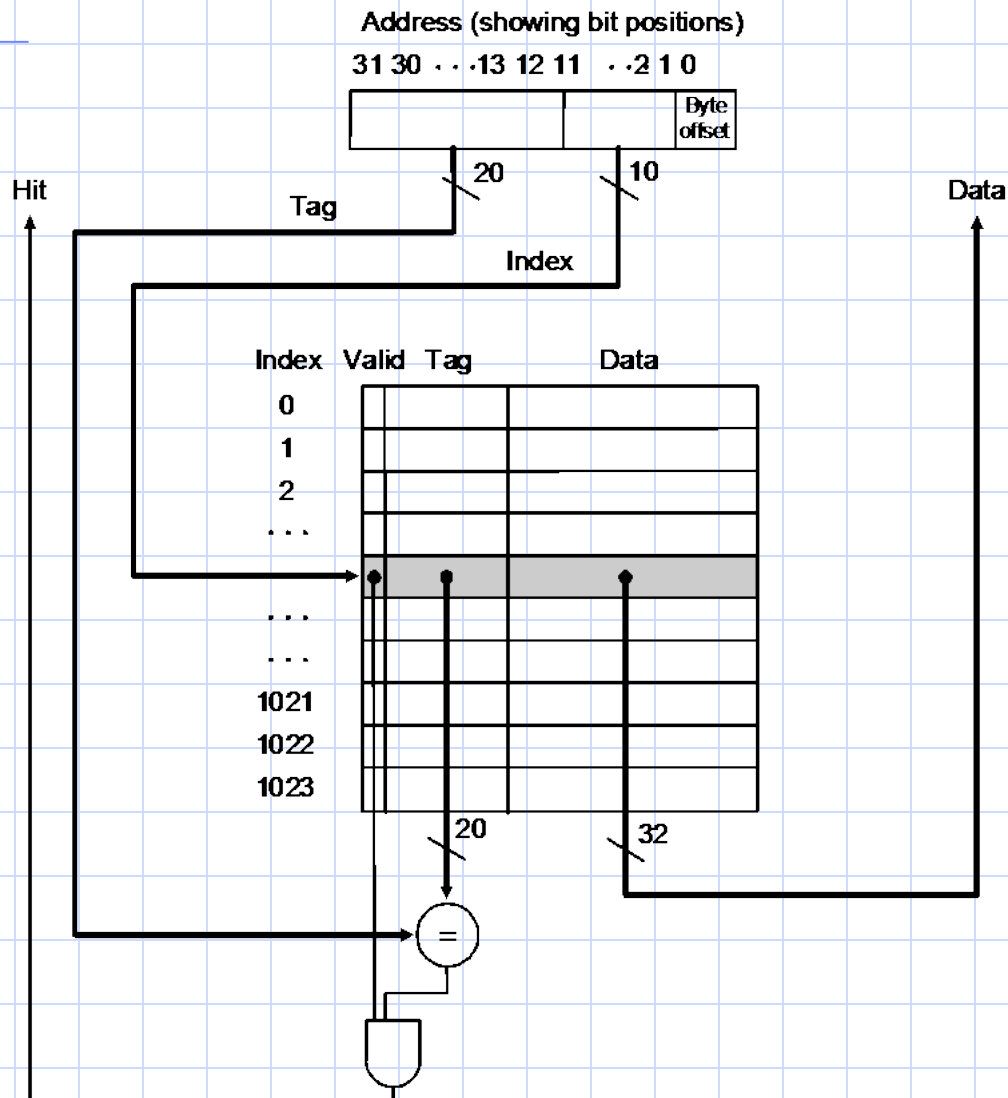 Address (showing bit positions)
31 30 · · ·13 12 11 · ·2 1 0
Byte
offset
20
10
Hit
Data
Tag
Index
Index Valid Tag Data
0
1
2
· · ·
· · ·
· · ·
1021
1022
1023
20
32
=